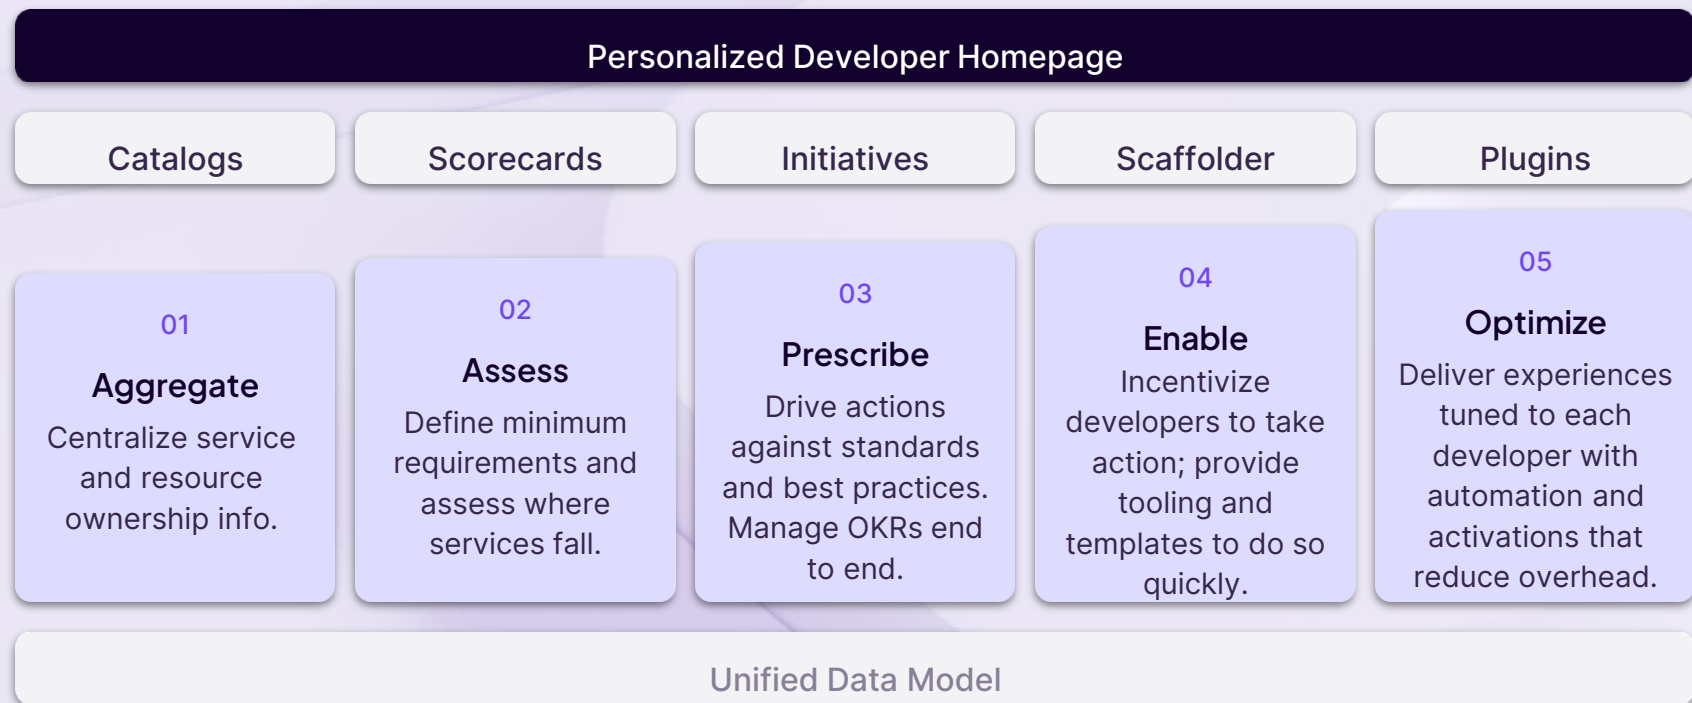 Personalized Developer Homepage
Catalogs
Scorecards
Initiatives
Scaffolder
Plugins
01
Aggregate
Centralize service
and resource
ownership info.
02
Assess
Define minimum
requirements and
assess where
services fall.
03
Prescribe
Drive actions
against standards
and best practices.
Manage OKRs end
to end.
04
Enable
Incentivize
developers to take
action; provide
tooling and
templates to do so
quickly.
05
Optimize
Deliver experiences
tuned to each
developer with
automation and
activations that
reduce overhead.
Unified Data Model